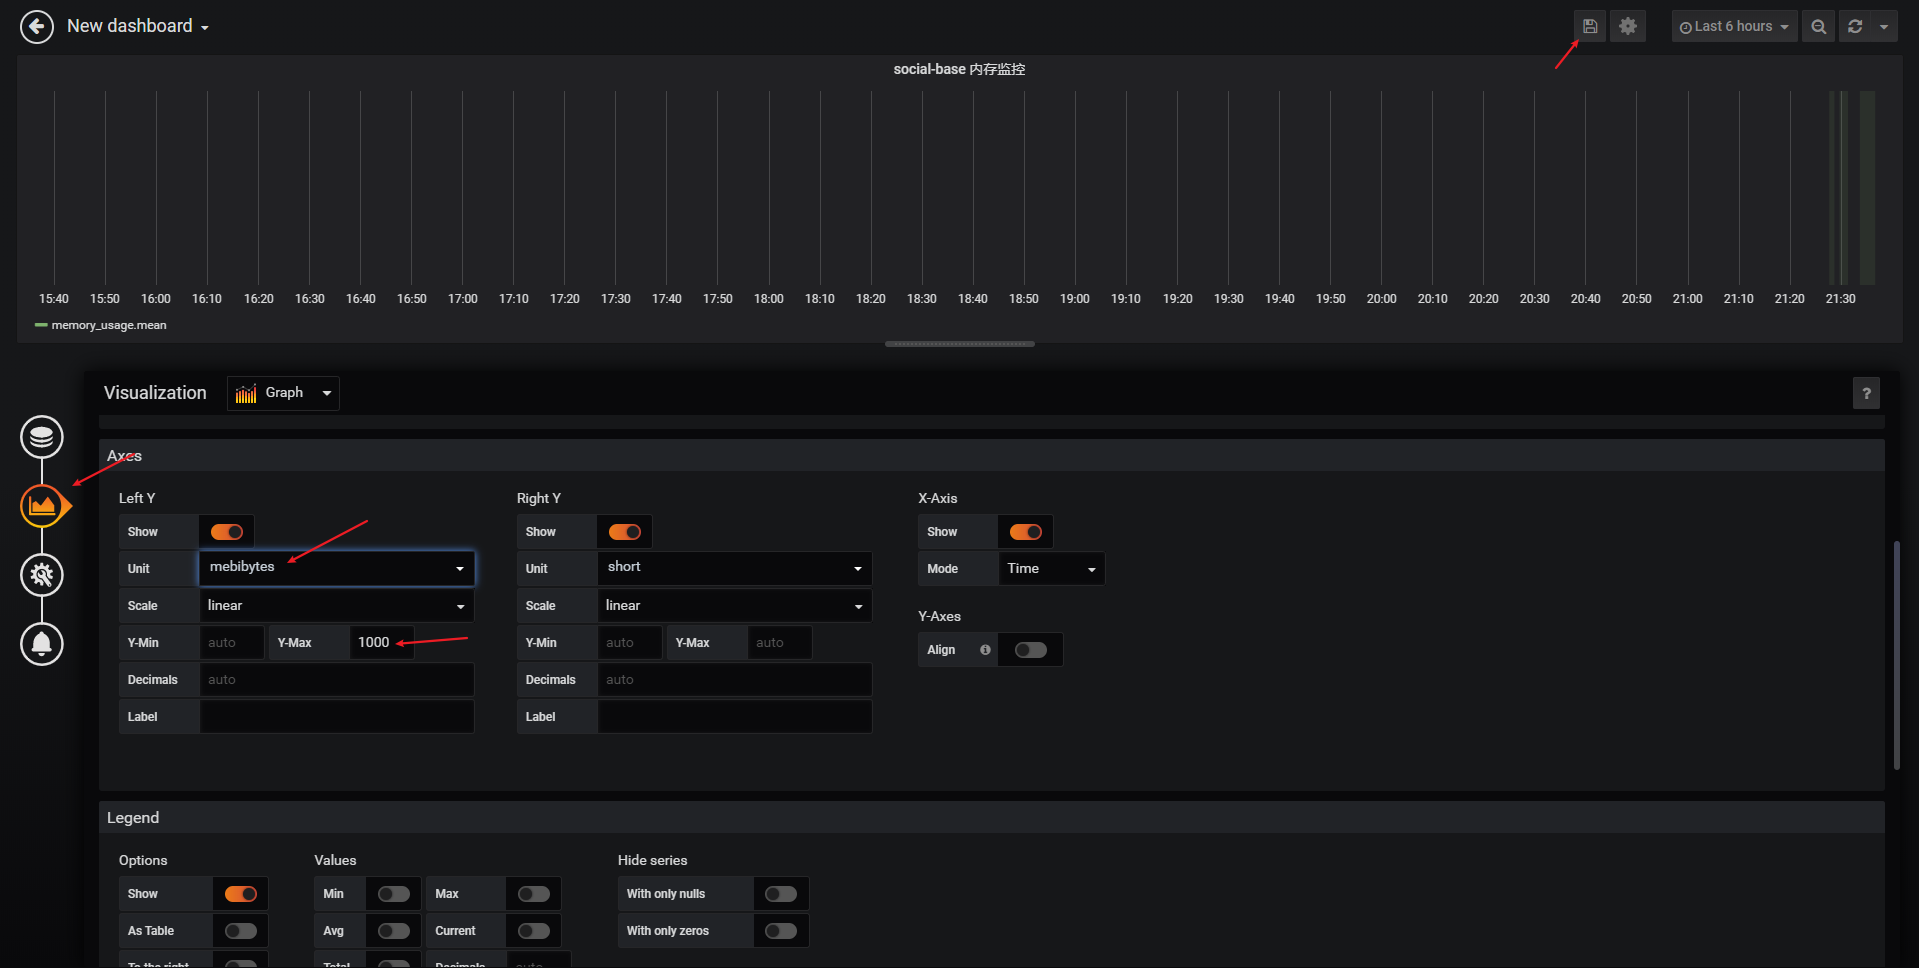 New dashboard
Last 6 hours
social-base 内存监控
15:40 15:50 16:00 16:10 16:20 16:30 16:40 16:50 17:00 17:10 17:20 17:30 17:40 17:50 18:00 18:10 18:20 18:30 18:40 18:50 19:00 19:10 19:20 19:30 19:40 19:50 20:00 20:10 20:20 20:30 20:40 20:50 21:00 21:10 21:20 21:30
memory_usage.mean
Visualization Graph ?
Axes
Left Y Right Y X-Axis
Show Show Show
Unit mebibytes Unit short Mode Time
Scale linear Scale linear
Y-Axes
Y-Min auto Y-Max 1000 Y-Min auto Y-Max auto
Align
Decimals auto Decimals auto
Label Label
Legend
Options Values Hide series
Show Min Max With only nulls
As Table Avg Current With only zeros
To the right Total Decimals auto